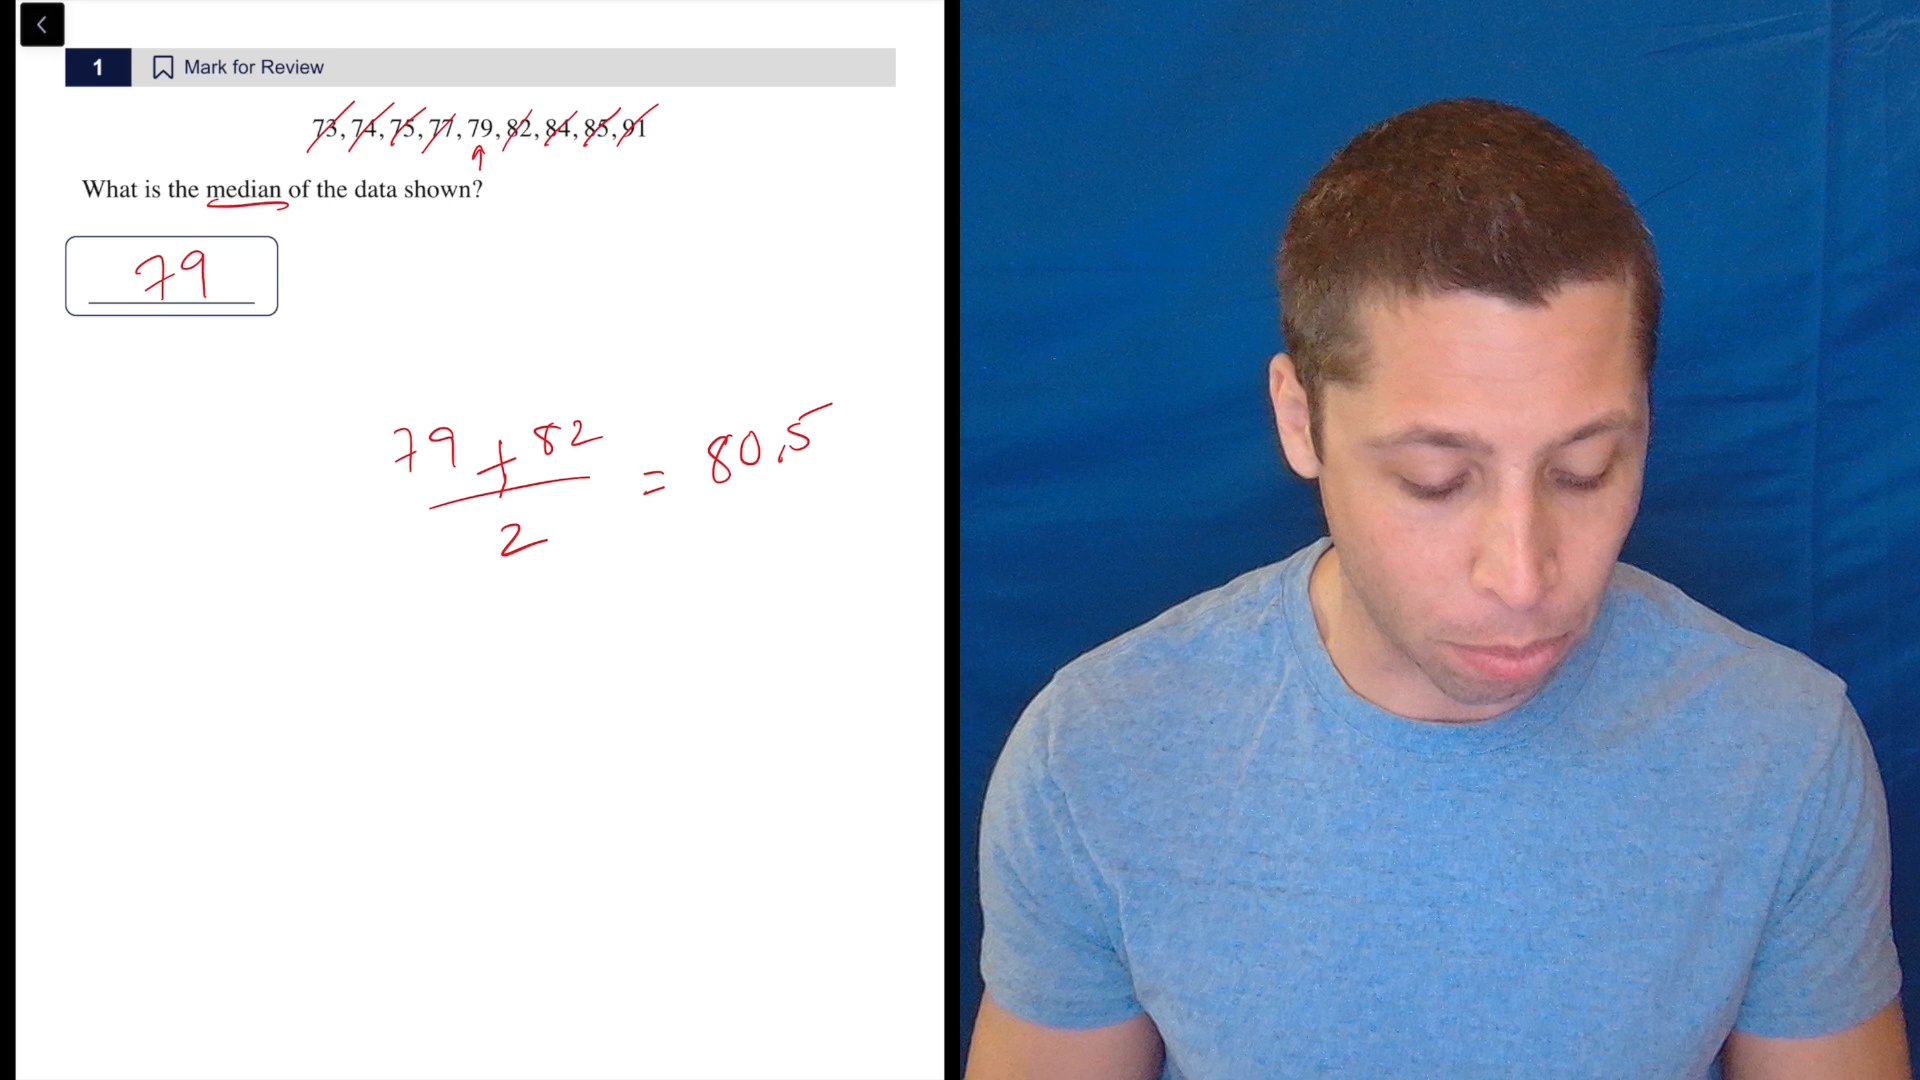 1 Mark for Review
73, 74, 75, 77, 79, 82, 84, 85, 91
What is the median of the data shown?
79
79 + 82
= 80.5
2